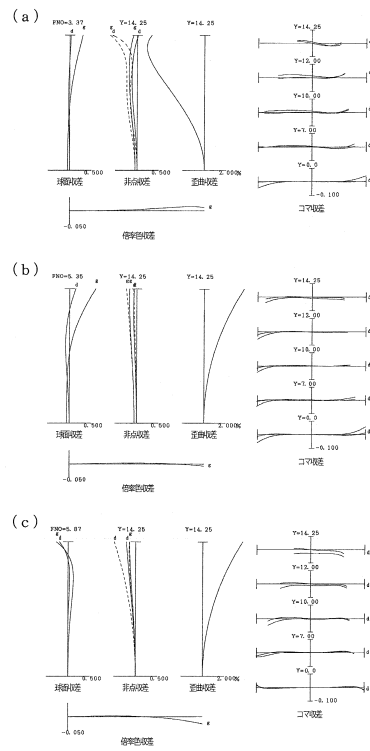 (a)
FNO=3.37 Y=14.25 Y=14.25
d g g d g d
0.500 0.500 2.000%
球面収差 非点収差 歪曲収差
-0.050 g
倍率色収差
Y=14.25
Y=12.00
Y=10.00
Y=7.00
Y=0.0
d
-0.100
コマ収差
(b)
FNO=5.35 Y=14.25 Y=14.25
d g
0.500 0.500 2.000%
球面収差 非点収差 歪曲収差
-0.050 g
倍率色収差
Y=14.25
Y=12.00
Y=10.00
Y=7.00
Y=0.0
d
-0.100
コマ収差
(c)
FNO=5.87 Y=14.25 Y=14.25
g d d d g
0.500 0.500 2.000%
球面収差 非点収差 歪曲収差
-0.050 g
倍率色収差
Y=14.25
Y=12.00
Y=10.00
Y=7.00
Y=0.0
d
-0.100
コマ収差